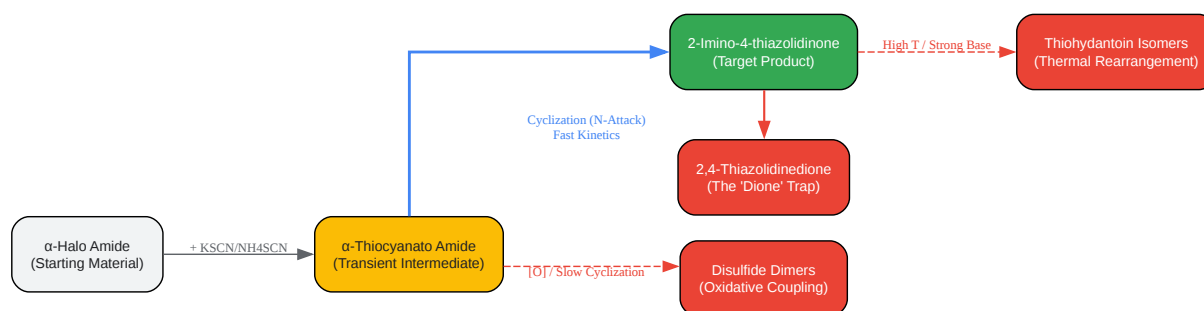 2-Imino-4-thiazolidinone
(Target Product)
High T / Strong Base
Thiohydantoin Isomers
(Thermal Rearrangement)
Cyclization (N-Attack)
Fast Kinetics
2,4-Thiazolidinedione
(The 'Dione' Trap)
α-Halo Amide
(Starting Material)
+ KSCN/NH4SCN
α-Thiocyanato Amide
(Transient Intermediate)
[O] / Slow Cyclization
Disulfide Dimers
(Oxidative Coupling)